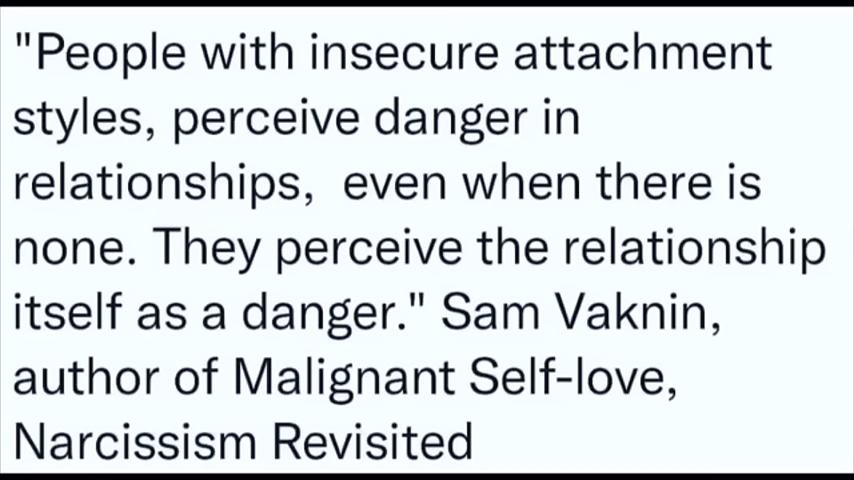 "People with insecure attachment
styles, perceive danger in
relationships,  even when there is
none. They perceive the relationship
itself as a danger." Sam Vaknin,
author of Malignant Self-love,
Narcissism Revisited